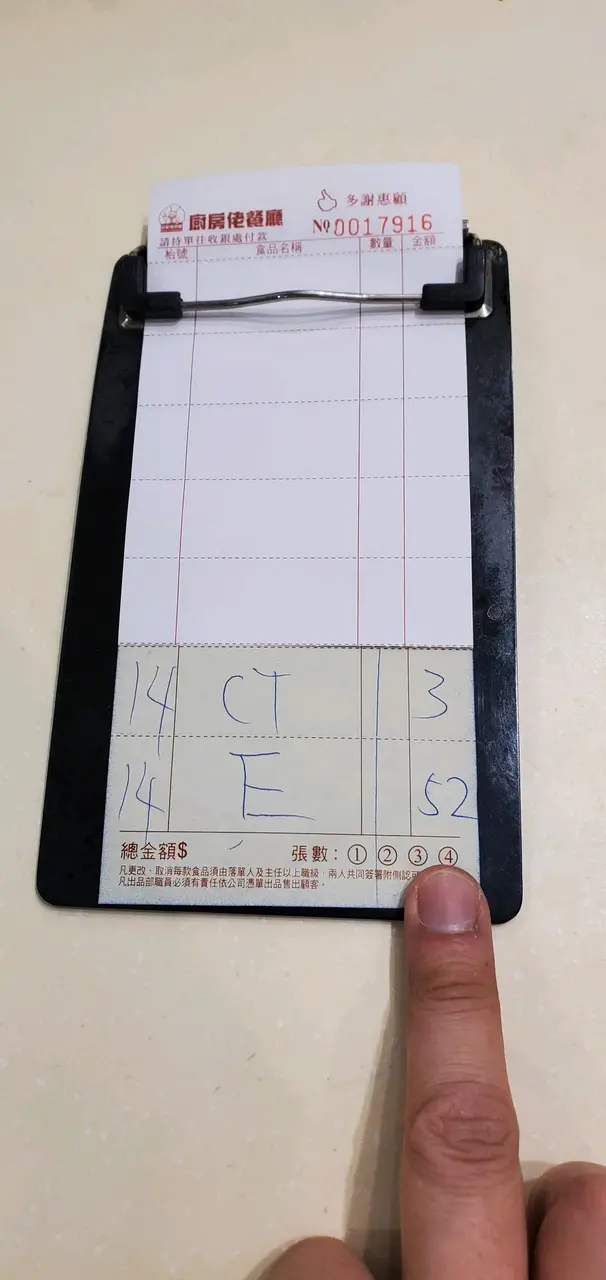 多謝惠顧
廚房佬餐廳
№0017916
請持單往收銀處付款
枱號 食品名稱 數量 金額
14 CT 3
14 E 52
總金額$ 張數：① ② ③ ④
凡更改、取消每款食品須由落單人及主任以上職級，兩人共同簽署附側認可
凡出品部職員必須有責任依公司憑單出品售出顧客。